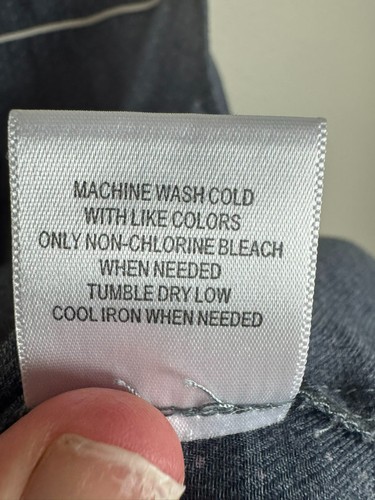 MACHINE WASH COLD
WITH LIKE COLORS
ONLY NON-CHLORINE BLEACH
WHEN NEEDED
TUMBLE DRY LOW
COOL IRON WHEN NEEDED